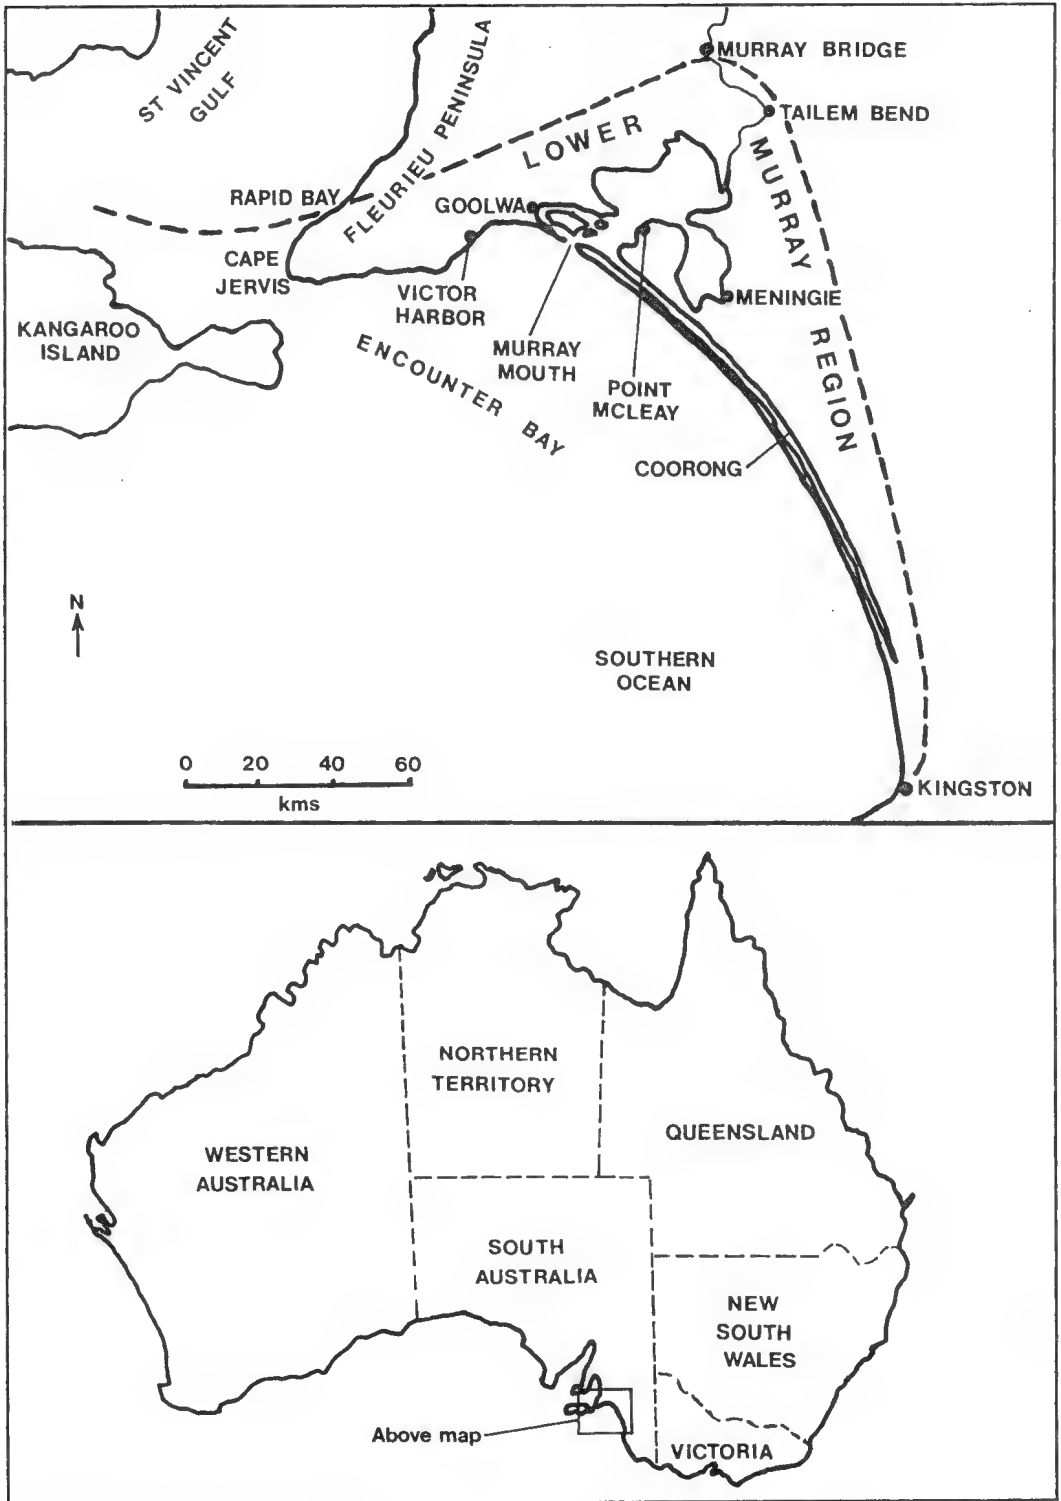 ST VINCENT
GULF
FLEURIEU PENINSULA
MURRAY BRIDGE
TAILEM BEND
LOWER
MURRAY
REGION
RAPID BAY
GOOLWA
CAPE
JERVIS
VICTOR
HARBOR
MENINGIE
KANGAROO
ISLAND
MURRAY
MOUTH
POINT
MCLEAY
ENCOUNTER BAY
COORONG
N
SOUTHERN
OCEAN
0 20 40 60
kms
KINGSTON
NORTHERN
TERRITORY
QUEENSLAND
WESTERN
AUSTRALIA
SOUTH
AUSTRALIA
NEW
SOUTH
WALES
Above map
VICTORIA